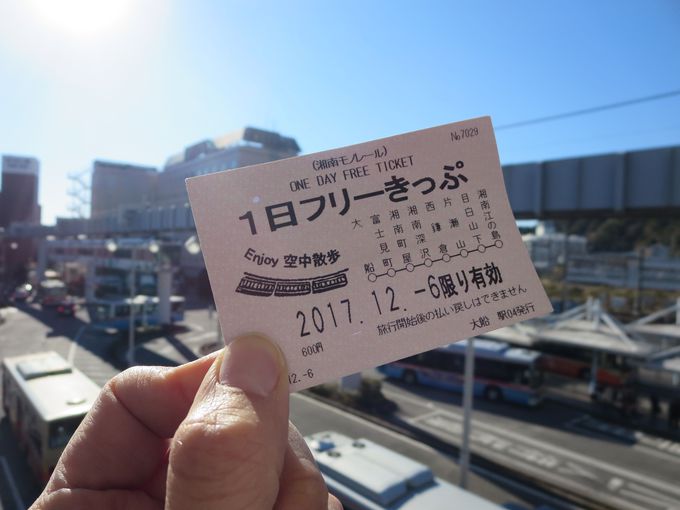 №7029
(湘南モノレール)
ONE DAY FREE TICKET
1日フリーきっぷ
Enjoy 空中散歩
大船
富士見町
湘南町屋
湘南深沢
西鎌倉
片瀬山
目白山下
湘南江の島
2017.12.-6限り有効
600円
旅行開始後の払い戻しはできません
12.-6
大船 駅04発行